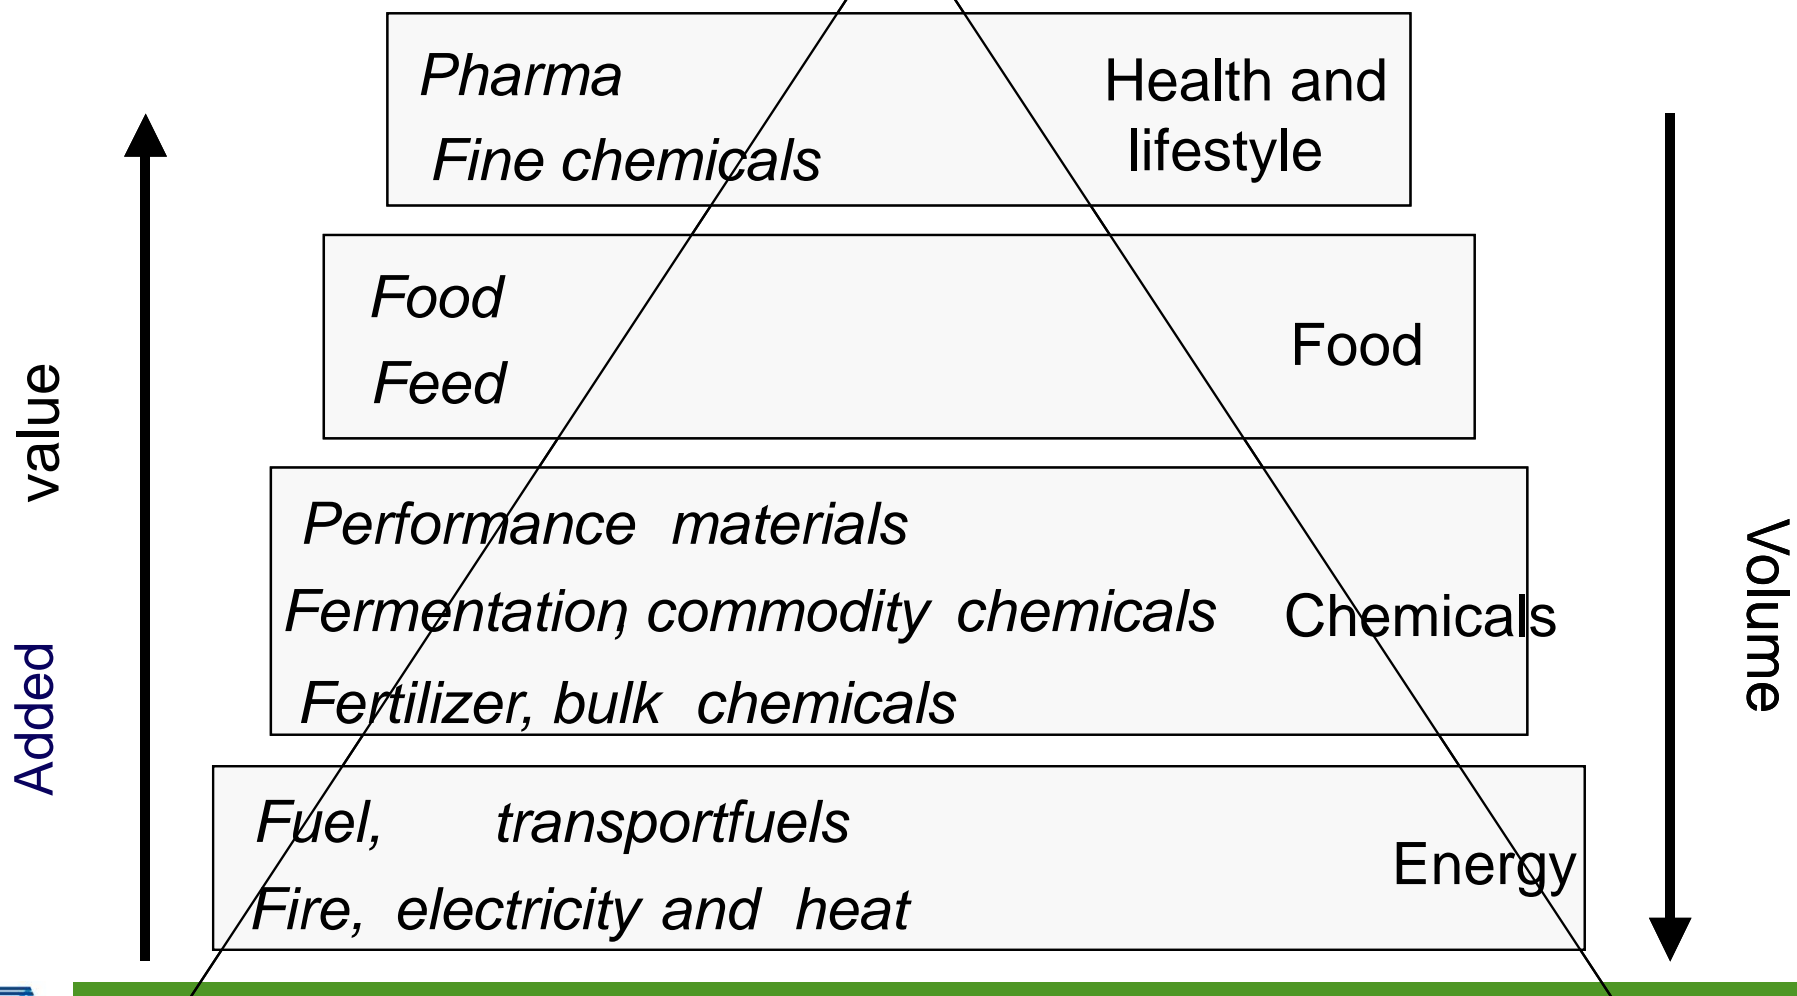 Pharma
Fine chemicals
Health and
lifestyle
Food
Feed
Food
Performance materials
Fermentation, commodity chemicals
Fertilizer, bulk chemicals
Chemicals
Fuel, transportfuels
Fire, electricity and heat
Energy
Added value
Volume